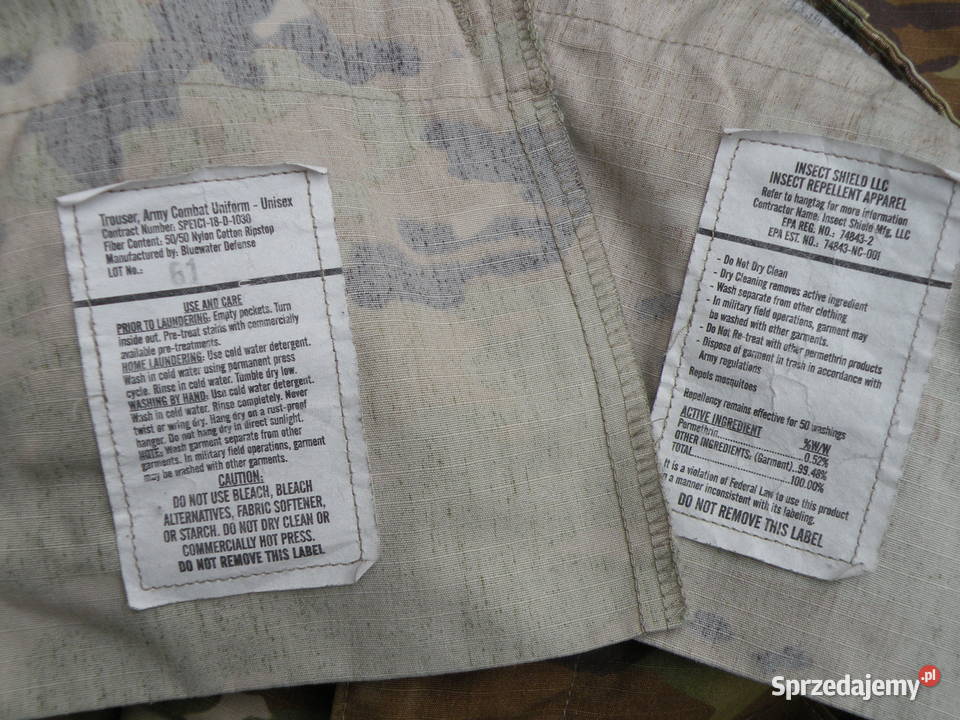 Trouser, Army Combat Uniform - Unisex
Contract Number: SPE1C1-18-D-1030
Fiber Content: 50/50 Nylon Cotton Ripstop
Manufactured by: Bluewater Defense
LOT No.: 61
USE AND CARE
PRIOR TO LAUNDERING: Empty pockets. Turn
inside out. Pre-treat stains with commercially
available pre-treatments.
HOME LAUNDERING: Use cold water detergent.
Wash in cold water using permanent press
cycle. Rinse in cold water. Tumble dry low.
WASHING BY HAND: Use cold water detergent.
Wash in cold water. Rinse completely. Never
twist or wring dry. Hang dry on a rust-proof
hanger. Do not hang dry in direct sunlight.
NOTE: Wash garment separate from other
garments. In military field operations, garment
may be washed with other garments.
CAUTION:
DO NOT USE BLEACH, BLEACH
ALTERNATIVES, FABRIC SOFTENER,
OR STARCH. DO NOT DRY CLEAN OR
COMMERCIALLY HOT PRESS.
DO NOT REMOVE THIS LABEL
INSECT SHIELD LLC
INSECT REPELLENT APPAREL
Refer to hangtag for more information
Contractor Name: Insect Shield Mfg. LLC
EPA REG. NO.: 74843-2
EPA EST. NO.: 74843-NC-001
- Do Not Dry Clean
- Dry Cleaning removes active ingredient
- Wash separate from other clothing
- In military field operations, garment may
be washed with other garments.
- Do Not Re-treat with other permethrin products
- Dispose of garment in trash in accordance with
Army regulations
Repels mosquitoes
Repellency remains effective for 50 washings
ACTIVE INGREDIENT %W/W
Permethrin.......................0.52%
OTHER INGREDIENTS: (Garment)..99.48%
TOTAL.............................100.00%
It is a violation of Federal Law to use this product
in a manner inconsistent with its labeling.
DO NOT REMOVE THIS LABEL
Sprzedajemy.pl